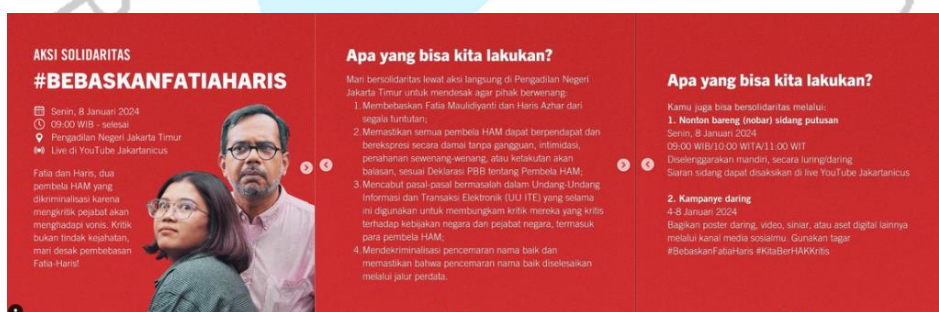 AKSI SOLIDARITAS
#BEBASKANFATIAHARIS
Senin, 8 Januari 2024
09:00 WIB - selesai
Pengadilan Negeri Jakarta Timur
Live di YouTube Jakartanicus
Fatia dan Haris, dua
pembela HAM yang
dikriminalisasi karena
mengkritik pejabat akan
menghadapi vonis. Kritik
bukan tindak kejahatan,
mari desak pembebasan
Fatia-Haris!
Apa yang bisa kita lakukan?
Mari bersolidaritas lewat aksi langsung di Pengadilan Negeri
Jakarta Timur untuk mendesak agar pihak berwenang:
1. Membebaskan Fatia Maulidiyanti dan Haris Azhar dari
segala tuntutan;
2. Memastikan semua pembela HAM dapat berpendapat dan
berekspresi secara damai tanpa gangguan, intimidasi,
penahanan sewenang-wenang, atau ketakutan akan
balasan, sesuai Deklarasi PBB tentang Pembela HAM;
3. Mencabut pasal-pasal bermasalah dalam Undang-Undang
Informasi dan Transaksi Elektronik (UU ITE) yang selama
ini digunakan untuk membungkam kritik mereka yang kritis
terhadap kebijakan negara dan pejabat negara, termasuk
para pembela HAM;
4. Mendekriminalisasi pencemaran nama baik dan
memastikan bahwa pencemaran nama baik diselesaikan
melalui jalur perdata.
Apa yang bisa kita lakukan?
Kamu juga bisa bersolidaritas melalui:
1. Nonton bareng (nobar) sidang putusan
Senin, 8 Januari 2024
09:00 WIB/10:00 WITA/11:00 WIT
Diselenggarakan mandiri, secara luring/daring
Siaran sidang dapat disaksikan di live YouTube Jakartanicus
2. Kampanye daring
4-8 Januari 2024
Bagikan poster daring, video, siniar, atau aset digital lainnya
melalui kanal media sosialmu. Gunakan tagar
#BebaskanFatiaHaris #KitaBerHAKKritis